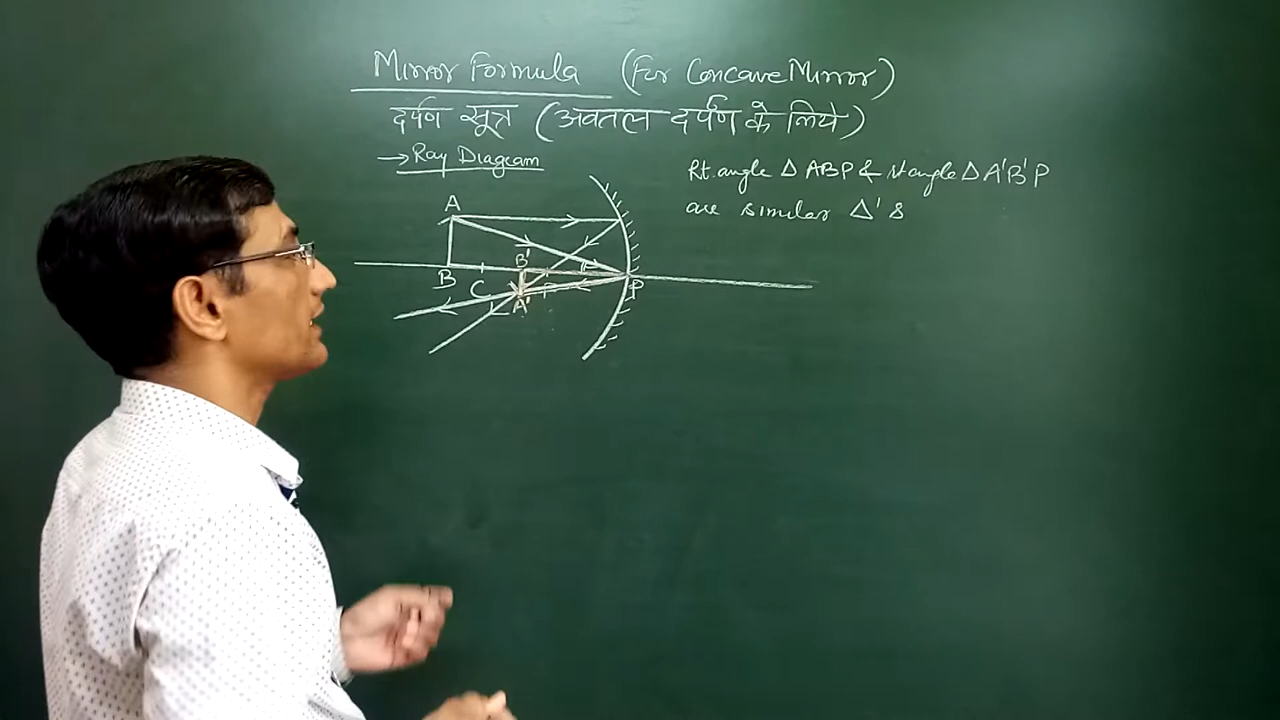 Mirror Formula (For Concave Mirror)
दर्पण सूत्र (अवतल दर्पण के लिये)
→ Ray Diagram
Rt. angle Δ ABP & rt angle Δ A'B'P
are similar Δ's
A
B
C
B'
A'
F
P